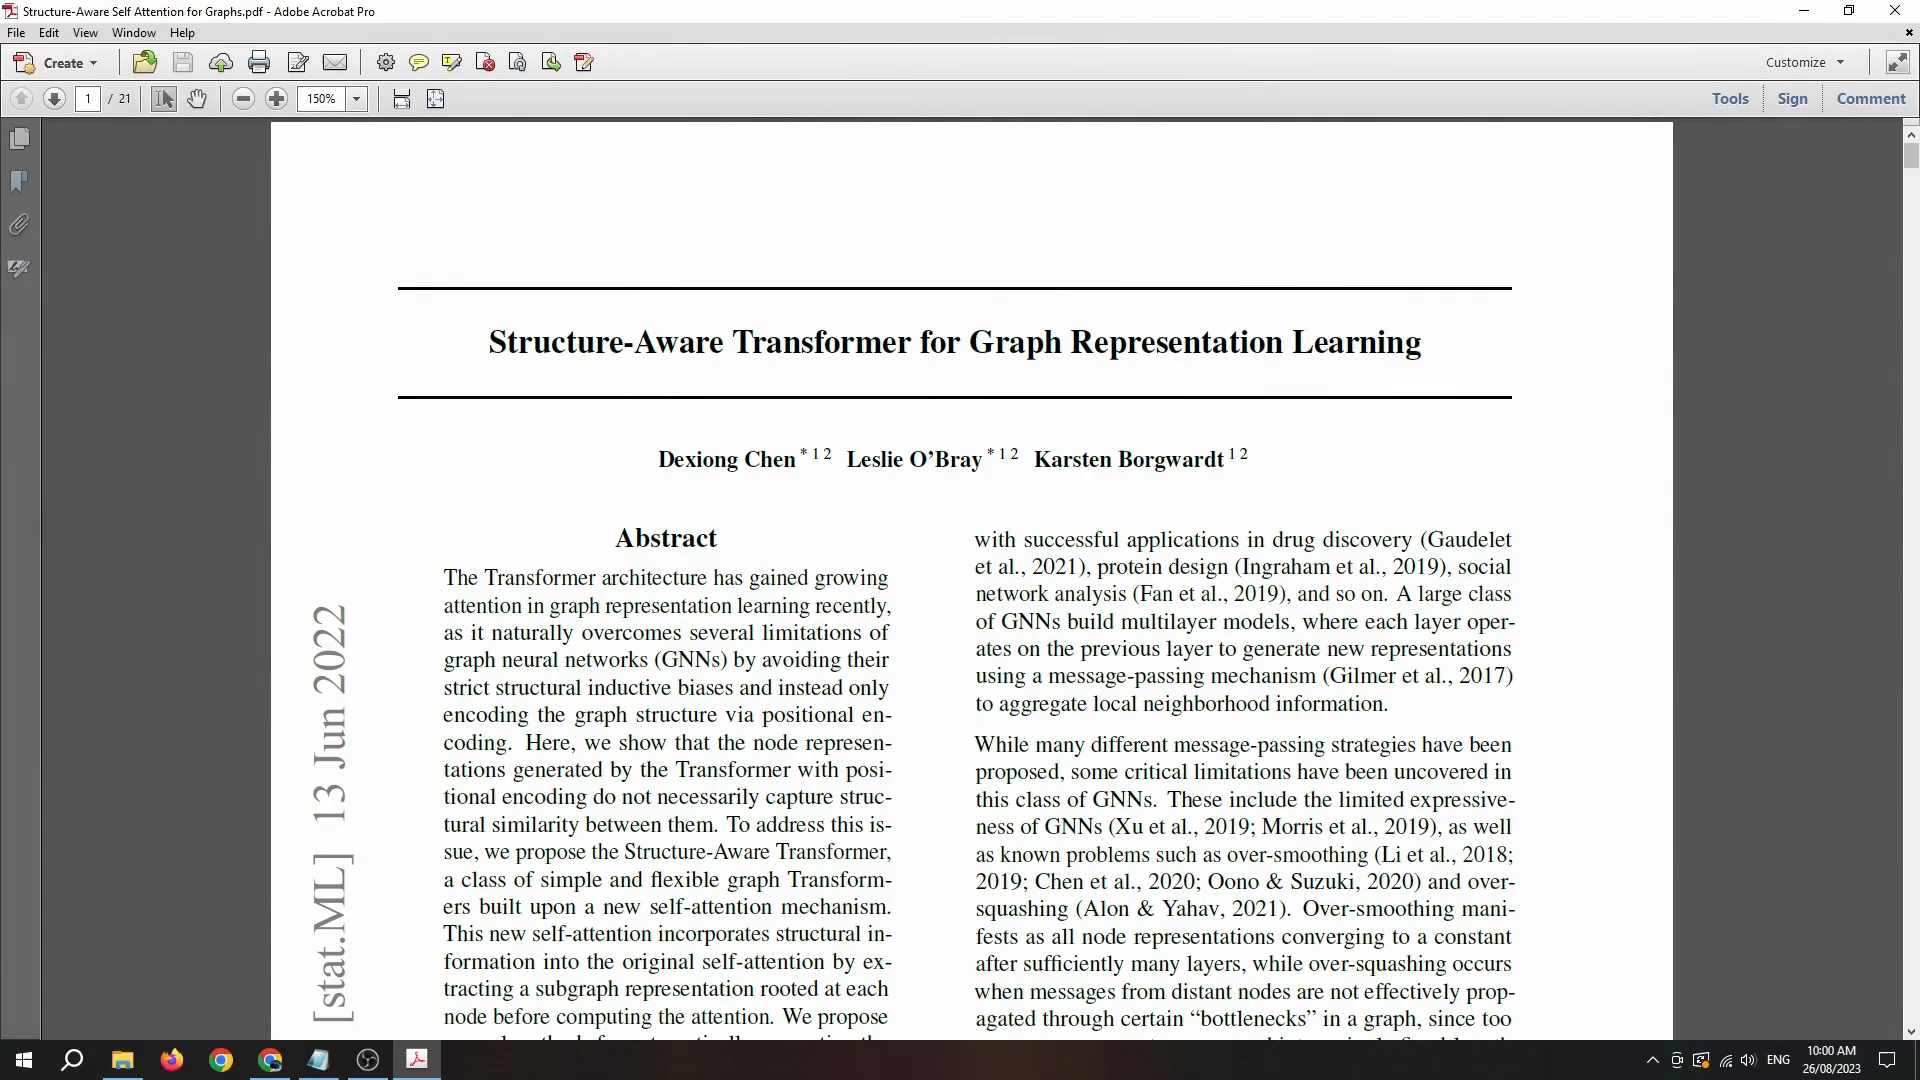 Structure-Aware Self Attention for Graphs.pdf - Adobe Acrobat Pro
File Edit View Window Help
Create
Customize
1 / 21
150%
Tools Sign Comment
Structure-Aware Transformer for Graph Representation Learning
Dexiong Chen * 1 2 Leslie O’Bray * 1 2 Karsten Borgwardt 1 2
Abstract
The Transformer architecture has gained growing
attention in graph representation learning recently,
as it naturally overcomes several limitations of
graph neural networks (GNNs) by avoiding their
strict structural inductive biases and instead only
encoding the graph structure via positional en-
coding. Here, we show that the node represen-
tations generated by the Transformer with posi-
tional encoding do not necessarily capture struc-
tural similarity between them. To address this is-
sue, we propose the Structure-Aware Transformer,
a class of simple and flexible graph Transform-
ers built upon a new self-attention mechanism.
This new self-attention incorporates structural in-
formation into the original self-attention by ex-
tracting a subgraph representation rooted at each
node before computing the attention. We propose
with successful applications in drug discovery (Gaudelet
et al., 2021), protein design (Ingraham et al., 2019), social
network analysis (Fan et al., 2019), and so on. A large class
of GNNs build multilayer models, where each layer oper-
ates on the previous layer to generate new representations
using a message-passing mechanism (Gilmer et al., 2017)
to aggregate local neighborhood information.
While many different message-passing strategies have been
proposed, some critical limitations have been uncovered in
this class of GNNs. These include the limited expressive-
ness of GNNs (Xu et al., 2019; Morris et al., 2019), as well
as known problems such as over-smoothing (Li et al., 2018;
2019; Chen et al., 2020; Oono & Suzuki, 2020) and over-
squashing (Alon & Yahav, 2021). Over-smoothing mani-
fests as all node representations converging to a constant
after sufficiently many layers, while over-squashing occurs
when messages from distant nodes are not effectively prop-
agated through certain “bottlenecks” in a graph, since too
[stat.ML] 13 Jun 2022
ENG
10:00 AM
26/08/2023